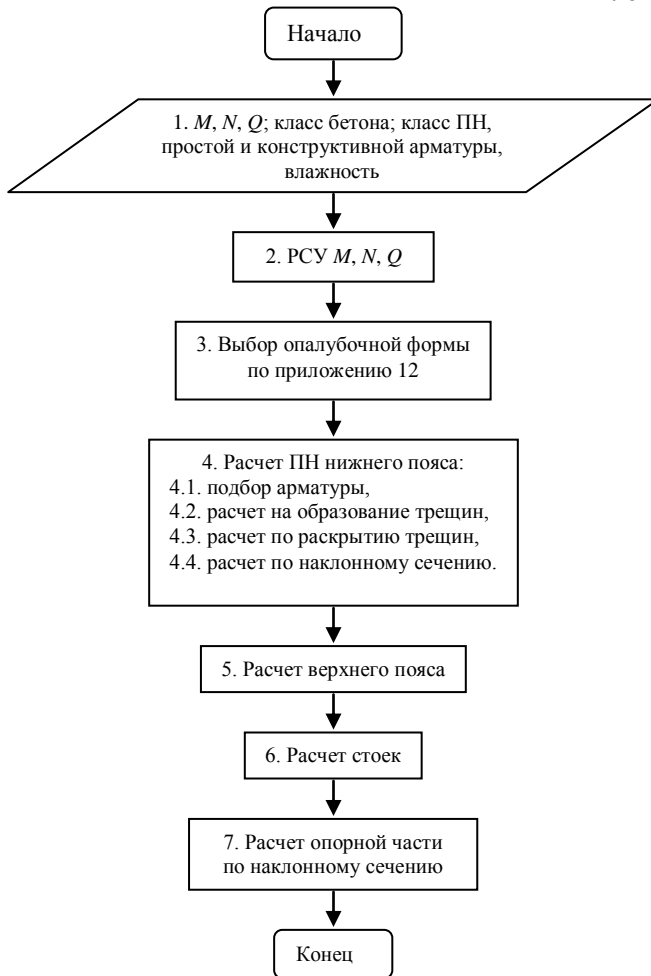 Начало
1. M, N, Q; класс бетона; класс ПН,
простой и конструктивной арматуры,
влажность
2. РСУ M, N, Q
3. Выбор опалубочной формы
по приложению 12
4. Расчет ПН нижнего пояса:
4.1. подбор арматуры,
4.2. расчет на образование трещин,
4.3. расчет по раскрытию трещин,
4.4. расчет по наклонному сечению.
5. Расчет верхнего пояса
6. Расчет стоек
7. Расчет опорной части
по наклонному сечению
Конец